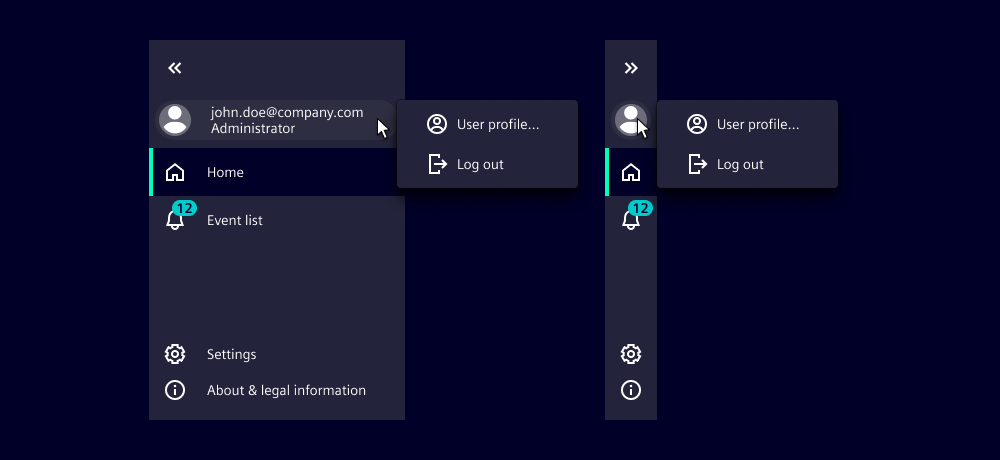 john.doe@company.com
Administrator
Home
12
Event list
Settings
About & legal information
User profile...
Log out
User profile...
Log out
12